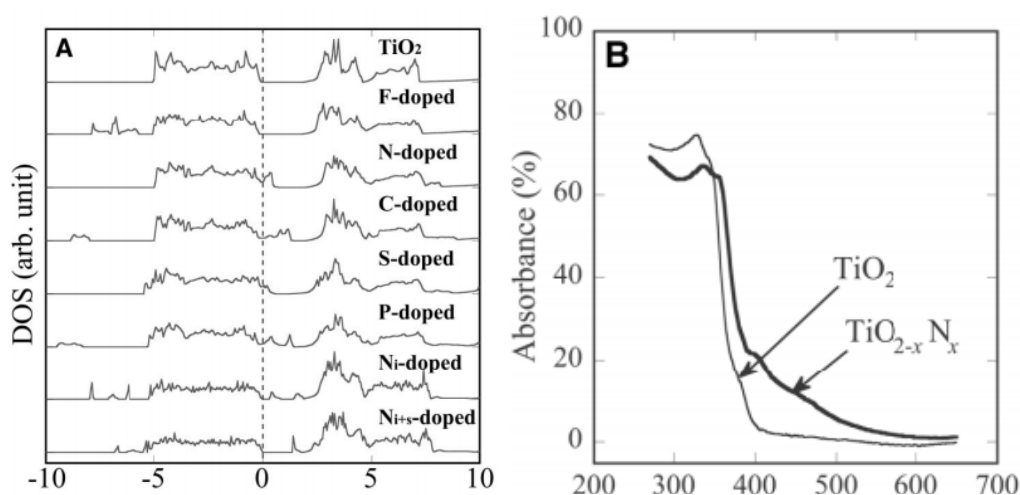 A
TiO2
F-doped
N-doped
C-doped
S-doped
P-doped
Ni-doped
Ni+s-doped
DOS (arb. unit)
-10 -5 0 5 10
B
100
80
60
40
20
0
Absorbance (%)
TiO2
TiO2-x Nx
200 300 400 500 600 700